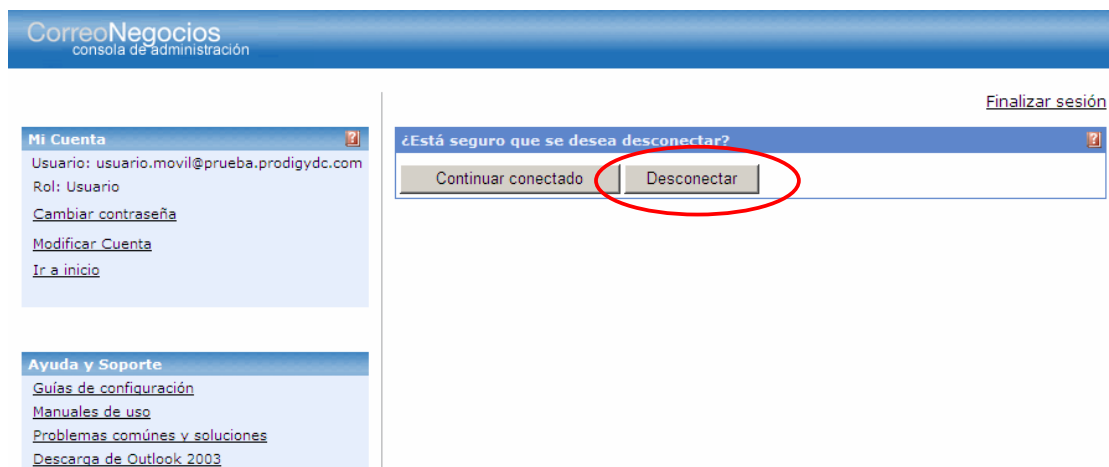 CorreoNegocios
consola de administración
Finalizar sesión
Mi Cuenta
Usuario: usuario.movil@prueba.prodigydc.com
Rol: Usuario
Cambiar contraseña
Modificar Cuenta
Ir a inicio
¿Está seguro que se desea desconectar?
Continuar conectado Desconectar
Ayuda y Soporte
Guías de configuración
Manuales de uso
Problemas comúnes y soluciones
Descarga de Outlook 2003